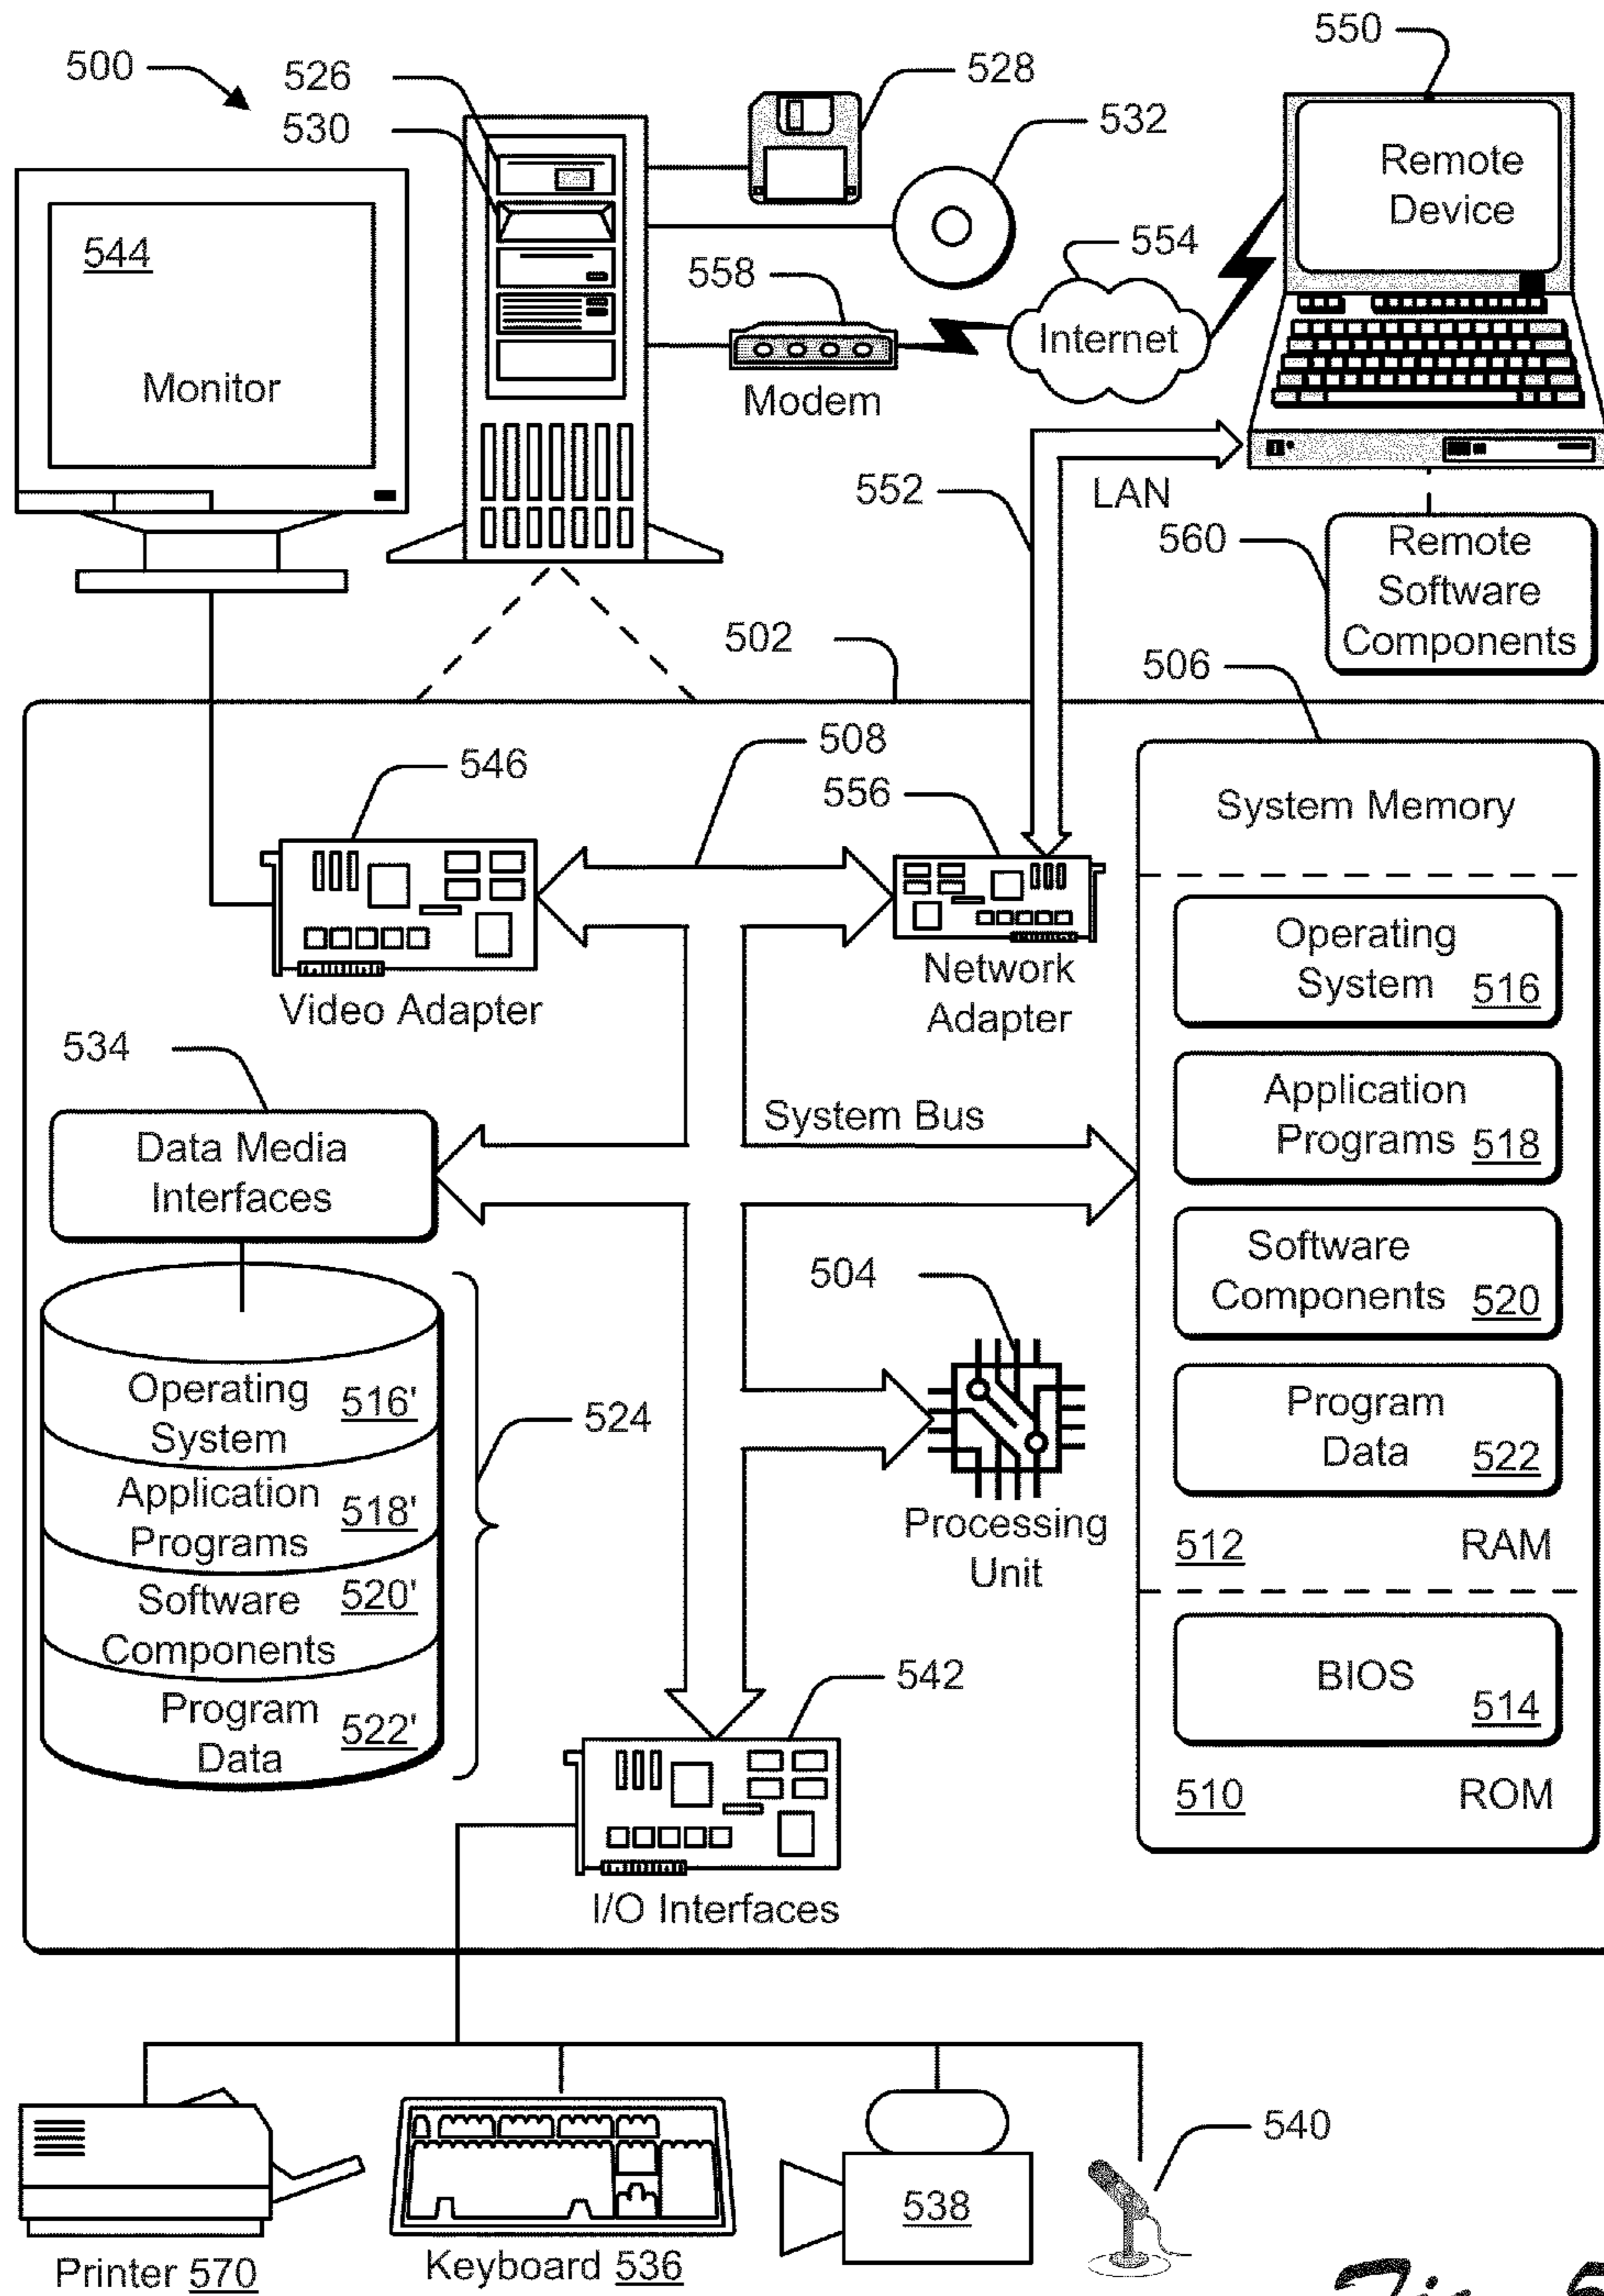 500
526
530
528
532
550
Remote
Device
544
Monitor
558
Modem
554
Internet
552
LAN
560
Remote
Software
Components
502
506
546
508
556
Video Adapter
Network
Adapter
System Memory
Operating
System 516
Application
Programs 518
Software
Components 520
Program
Data 522
512 RAM
BIOS
514
510 ROM
534
Data Media
Interfaces
System Bus
504
Processing
Unit
Operating
System 516'
Application
Programs 518'
Software
Components 520'
Program
Data 522'
524
542
I/O Interfaces
Printer 570
Keyboard 536
538
540